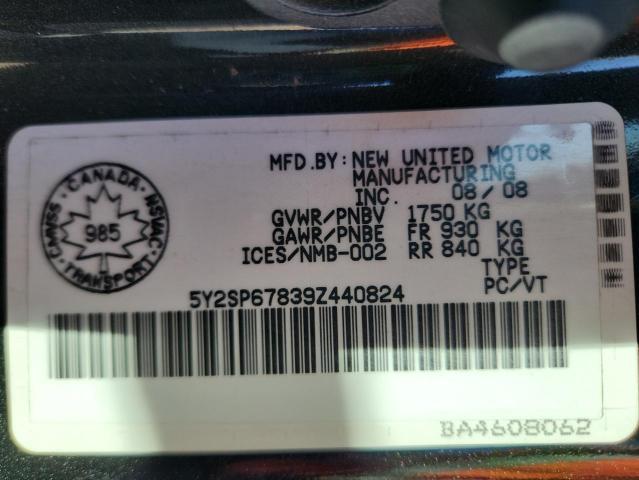 MFD.BY: NEW UNITED MOTOR
MANUFACTURING
INC. 08/08
GVWR/PNBV 1750 KG
GAWR/PNBE FR 930 KG
ICES/NMB-002 RR 840 KG
TYPE
PC/VT
CANADA
CMVSS NSVAC
985
TRANSPORT
5Y2SP67839Z440824
BA4608062